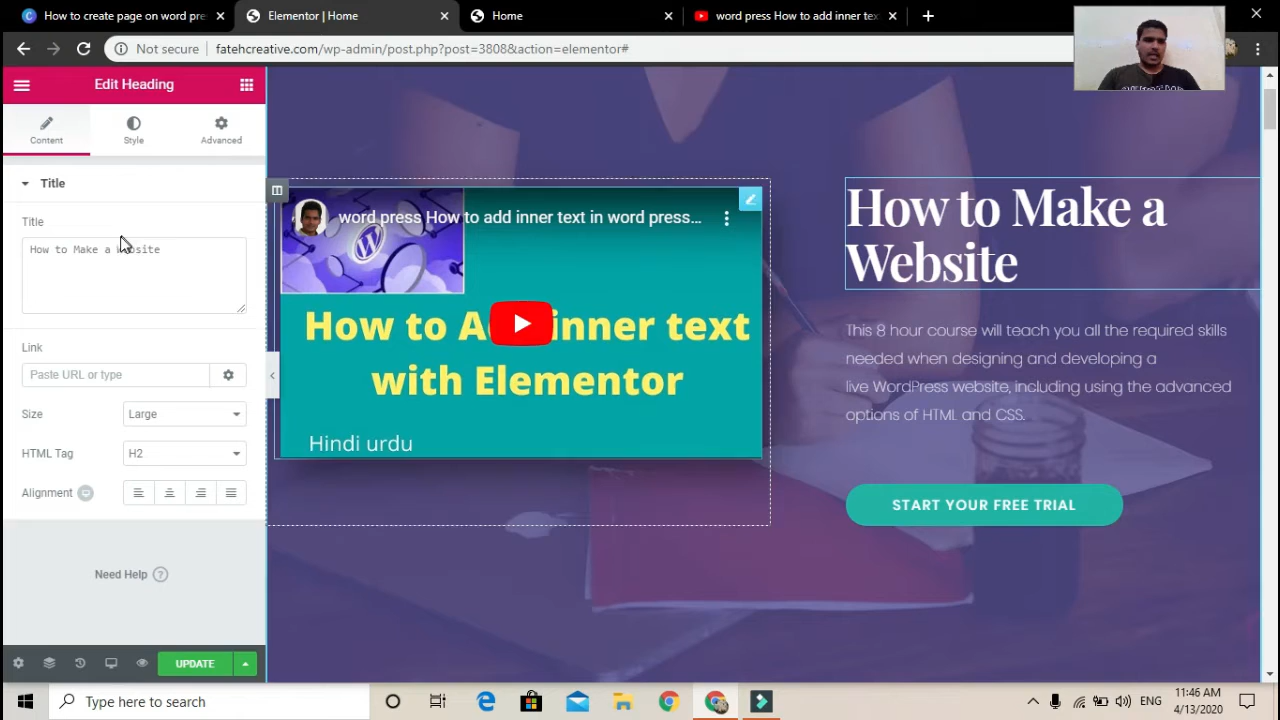 How to create page on word pre
Elementor | Home
Home
word press How to add inner tex
Not secure
fatehcreative.com/wp-admin/post.php?post=3808&action=elementor#
Edit Heading
Content
Style
Advanced
Title
Title
How to Make a Website
Link
Paste URL or type
Size
Large
HTML Tag
H2
Alignment
Need Help
UPDATE
word press How to add inner text in word press...
How to A inner text
with Elementor
Hindi urdu
How to Make a
Website
This 8 hour course will teach you all the required skills
needed when designing and developing a
live WordPress website, including using the advanced
options of HTML and CSS.
START YOUR FREE TRIAL
Type here to search
ENG
11:46 AM
4/13/2020